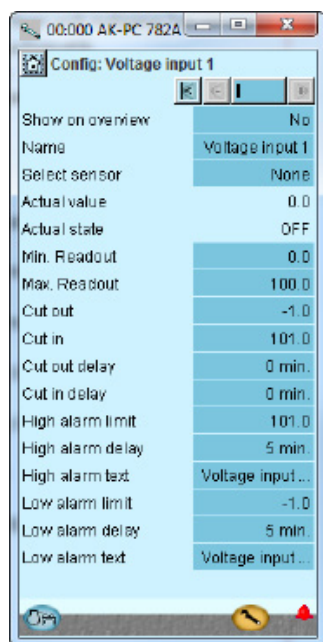 00:000 AK-PC 782A
Config: Voltage input 1
Show on overview No
Name Voltage input 1
Select sensor None
Actual value 0.0
Actual state OFF
Min. Readout 0.0
Max. Readout 100.0
Cut out -1.0
Cut in 101.0
Cut out delay 0 min.
Cut in delay 0 min.
High alarm limit 101.0
High alarm delay 5 min.
High alarm text Voltage input ...
Low alarm limit -1.0
Low alarm delay 5 min.
Low alarm text Voltage input ...